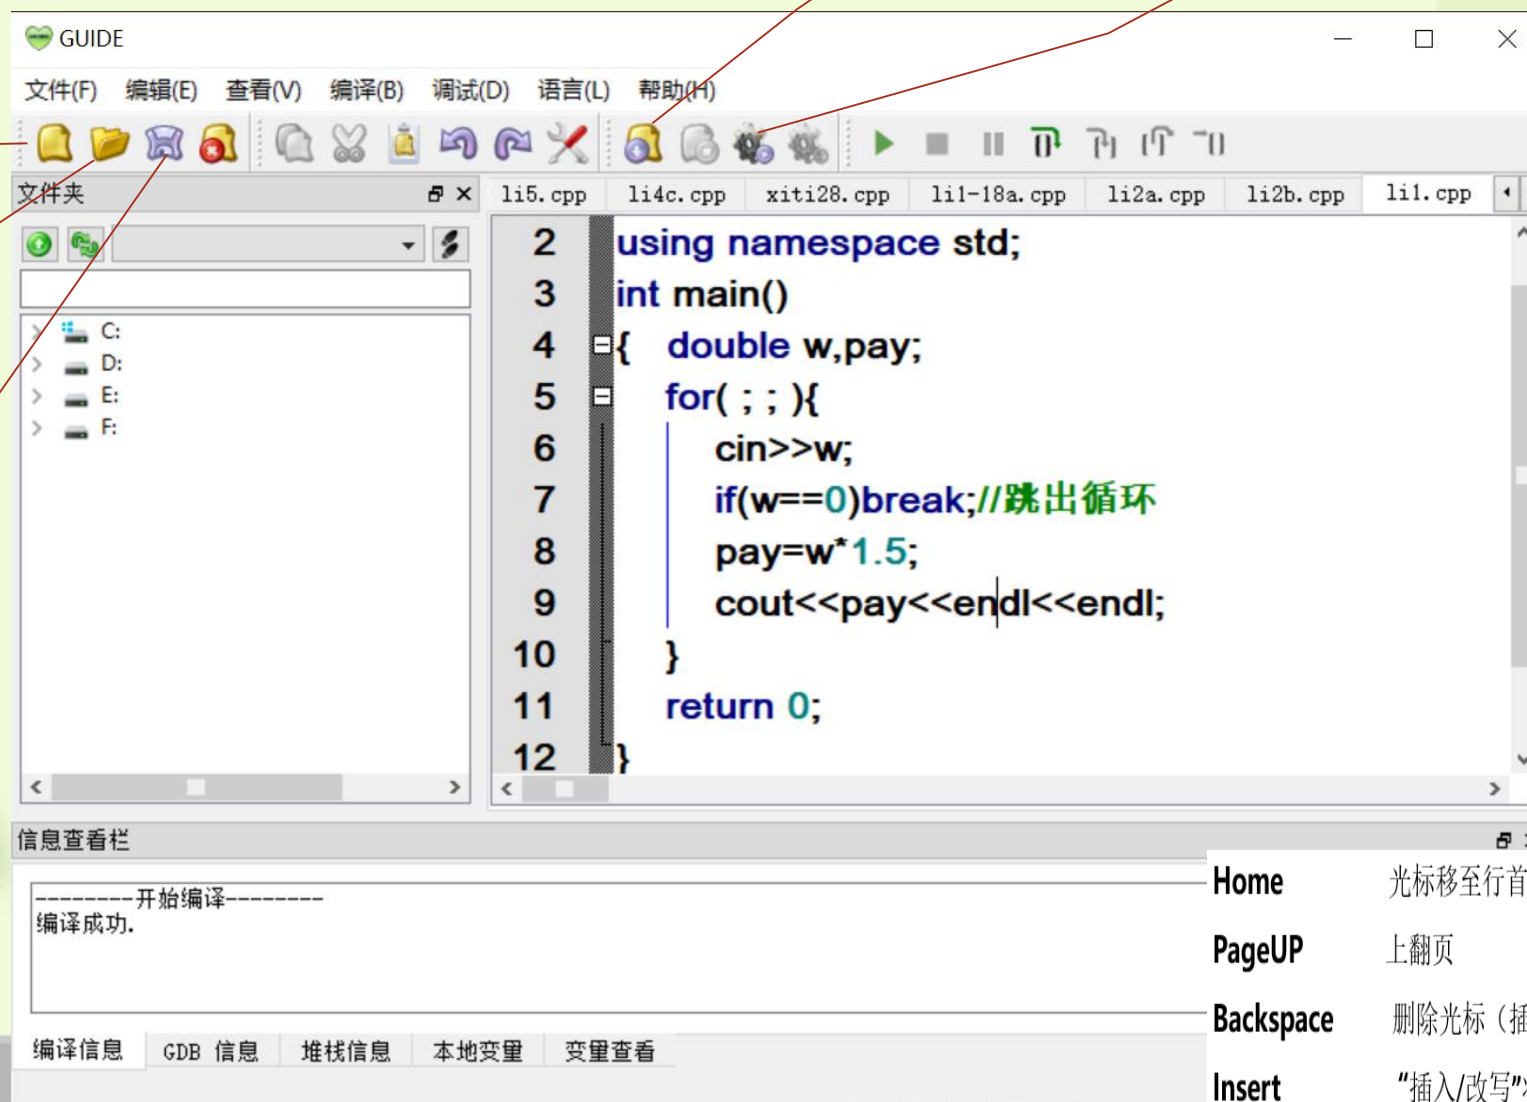 GUIDE
文件(F) 编辑(E) 查看(V) 编译(B) 调试(D) 语言(L) 帮助(H)
文件夹
li5.cpp li4c.cpp xiti28.cpp li1-18a.cpp li2a.cpp li2b.cpp li1.cpp
C:
D:
E:
F:
2 using namespace std;
3 int main()
4 { double w,pay;
5 for( ; ; ){
6 cin>>w;
7 if(w==0)break;//跳出循环
8 pay=w*1.5;
9 cout<<pay<<endl<<endl;
10 }
11 return 0;
12 }
信息查看栏
--------开始编译--------
编译成功.
编译信息 GDB 信息 堆栈信息 本地变量 变量查看
Home 光标移至行首
PageUP 上翻页
Backspace 删除光标（插
Insert “插入/改写”